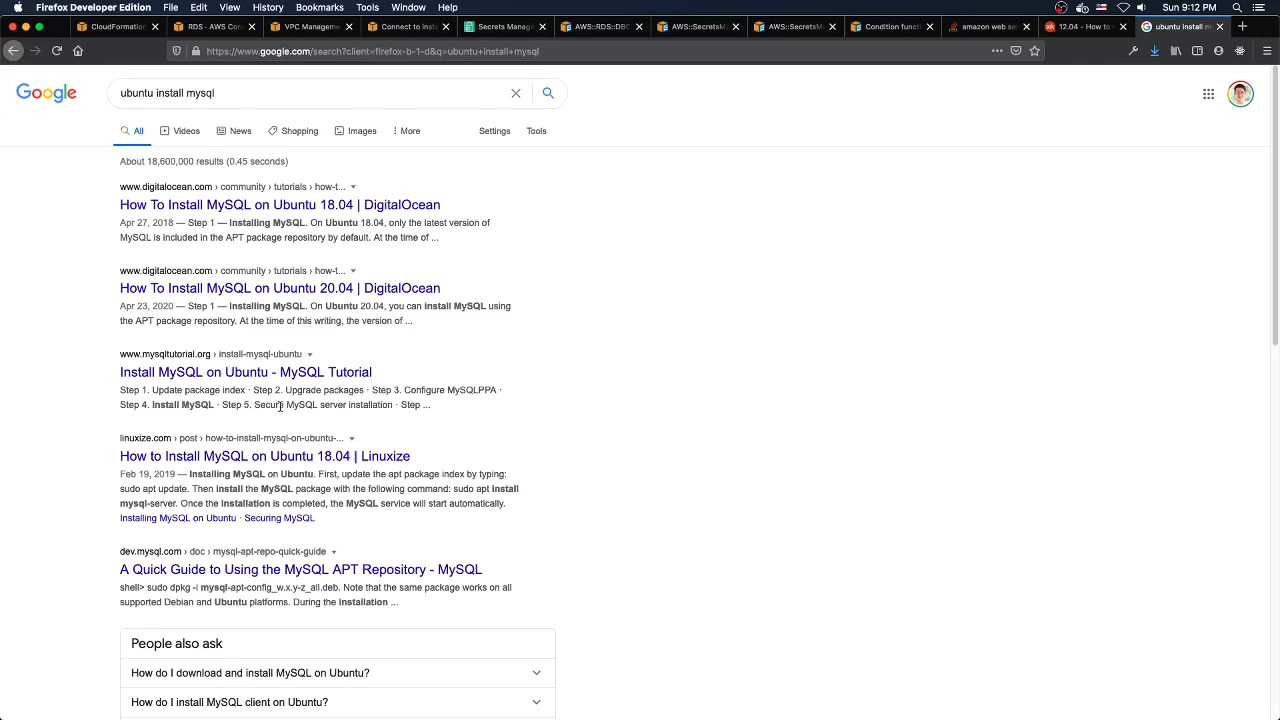 Firefox Developer Edition File Edit View History Bookmarks Tools Window Help Sun 9:12 PM
CloudFormation RDS - AWS Con VPC Manageme Connect to inst Secrets Manage AWS::RDS::DBC AWS::SecretsM AWS::SecretsM Condition functi amazon web se 12.04 - How to ubuntu install m
https://www.google.com/search?client=firefox-b-1-d&q=ubuntu+install+mysql
Google
ubuntu install mysql
All Videos News Shopping Images More Settings Tools
About 18,600,000 results (0.45 seconds)
www.digitalocean.com › community › tutorials › how-t...
How To Install MySQL on Ubuntu 18.04 | DigitalOcean
Apr 27, 2018 — Step 1 — Installing MySQL. On Ubuntu 18.04, only the latest version of
MySQL is included in the APT package repository by default. At the time of ...
www.digitalocean.com › community › tutorials › how-t...
How To Install MySQL on Ubuntu 20.04 | DigitalOcean
Apr 23, 2020 — Step 1 — Installing MySQL. On Ubuntu 20.04, you can install MySQL using
the APT package repository. At the time of this writing, the version of ...
www.mysqltutorial.org › install-mysql-ubuntu
Install MySQL on Ubuntu - MySQL Tutorial
Step 1. Update package index · Step 2. Upgrade packages · Step 3. Configure MySQLPPA ·
Step 4. Install MySQL · Step 5. Secure MySQL server installation · Step ...
linuxize.com › post › how-to-install-mysql-on-ubuntu-...
How to Install MySQL on Ubuntu 18.04 | Linuxize
Feb 19, 2019 — Installing MySQL on Ubuntu. First, update the apt package index by typing:
sudo apt update. Then install the MySQL package with the following command: sudo apt install
mysql-server. Once the installation is completed, the MySQL service will start automatically.
Installing MySQL on Ubuntu · Securing MySQL
dev.mysql.com › doc › mysql-apt-repo-quick-guide
A Quick Guide to Using the MySQL APT Repository - MySQL
shell> sudo dpkg -i mysql-apt-config_w.x.y-z_all.deb. Note that the same package works on all
supported Debian and Ubuntu platforms. During the installation ...
People also ask
How do I download and install MySQL on Ubuntu?
How do I install MySQL client on Ubuntu?